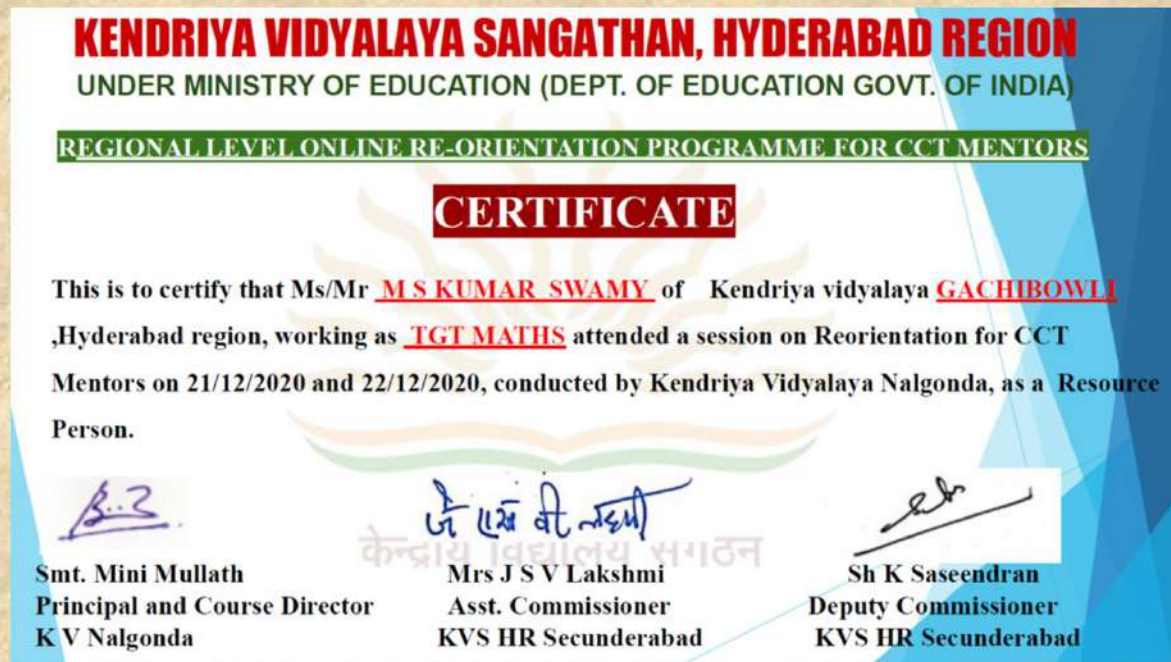 KENDRIYA VIDYALAYA SANGATHAN, HYDERABAD REGION
UNDER MINISTRY OF EDUCATION (DEPT. OF EDUCATION GOVT. OF INDIA)
REGIONAL LEVEL ONLINE RE-ORIENTATION PROGRAMME FOR CCT MENTORS
CERTIFICATE
This is to certify that Ms/Mr M S KUMAR SWAMY of Kendriya vidyalaya GACHIBOWLI
,Hyderabad region, working as TGT MATHS attended a session on Reorientation for CCT
Mentors on 21/12/2020 and 22/12/2020, conducted by Kendriya Vidyalaya Nalgonda, as a Resource
Person.
जे एस वी लक्ष्मी
केन्द्रीय विद्यालय संगठन
Smt. Mini Mullath Mrs J S V Lakshmi Sh K Saseendran
Principal and Course Director Asst. Commissioner Deputy Commissioner
K V Nalgonda KVS HR Secunderabad KVS HR Secunderabad